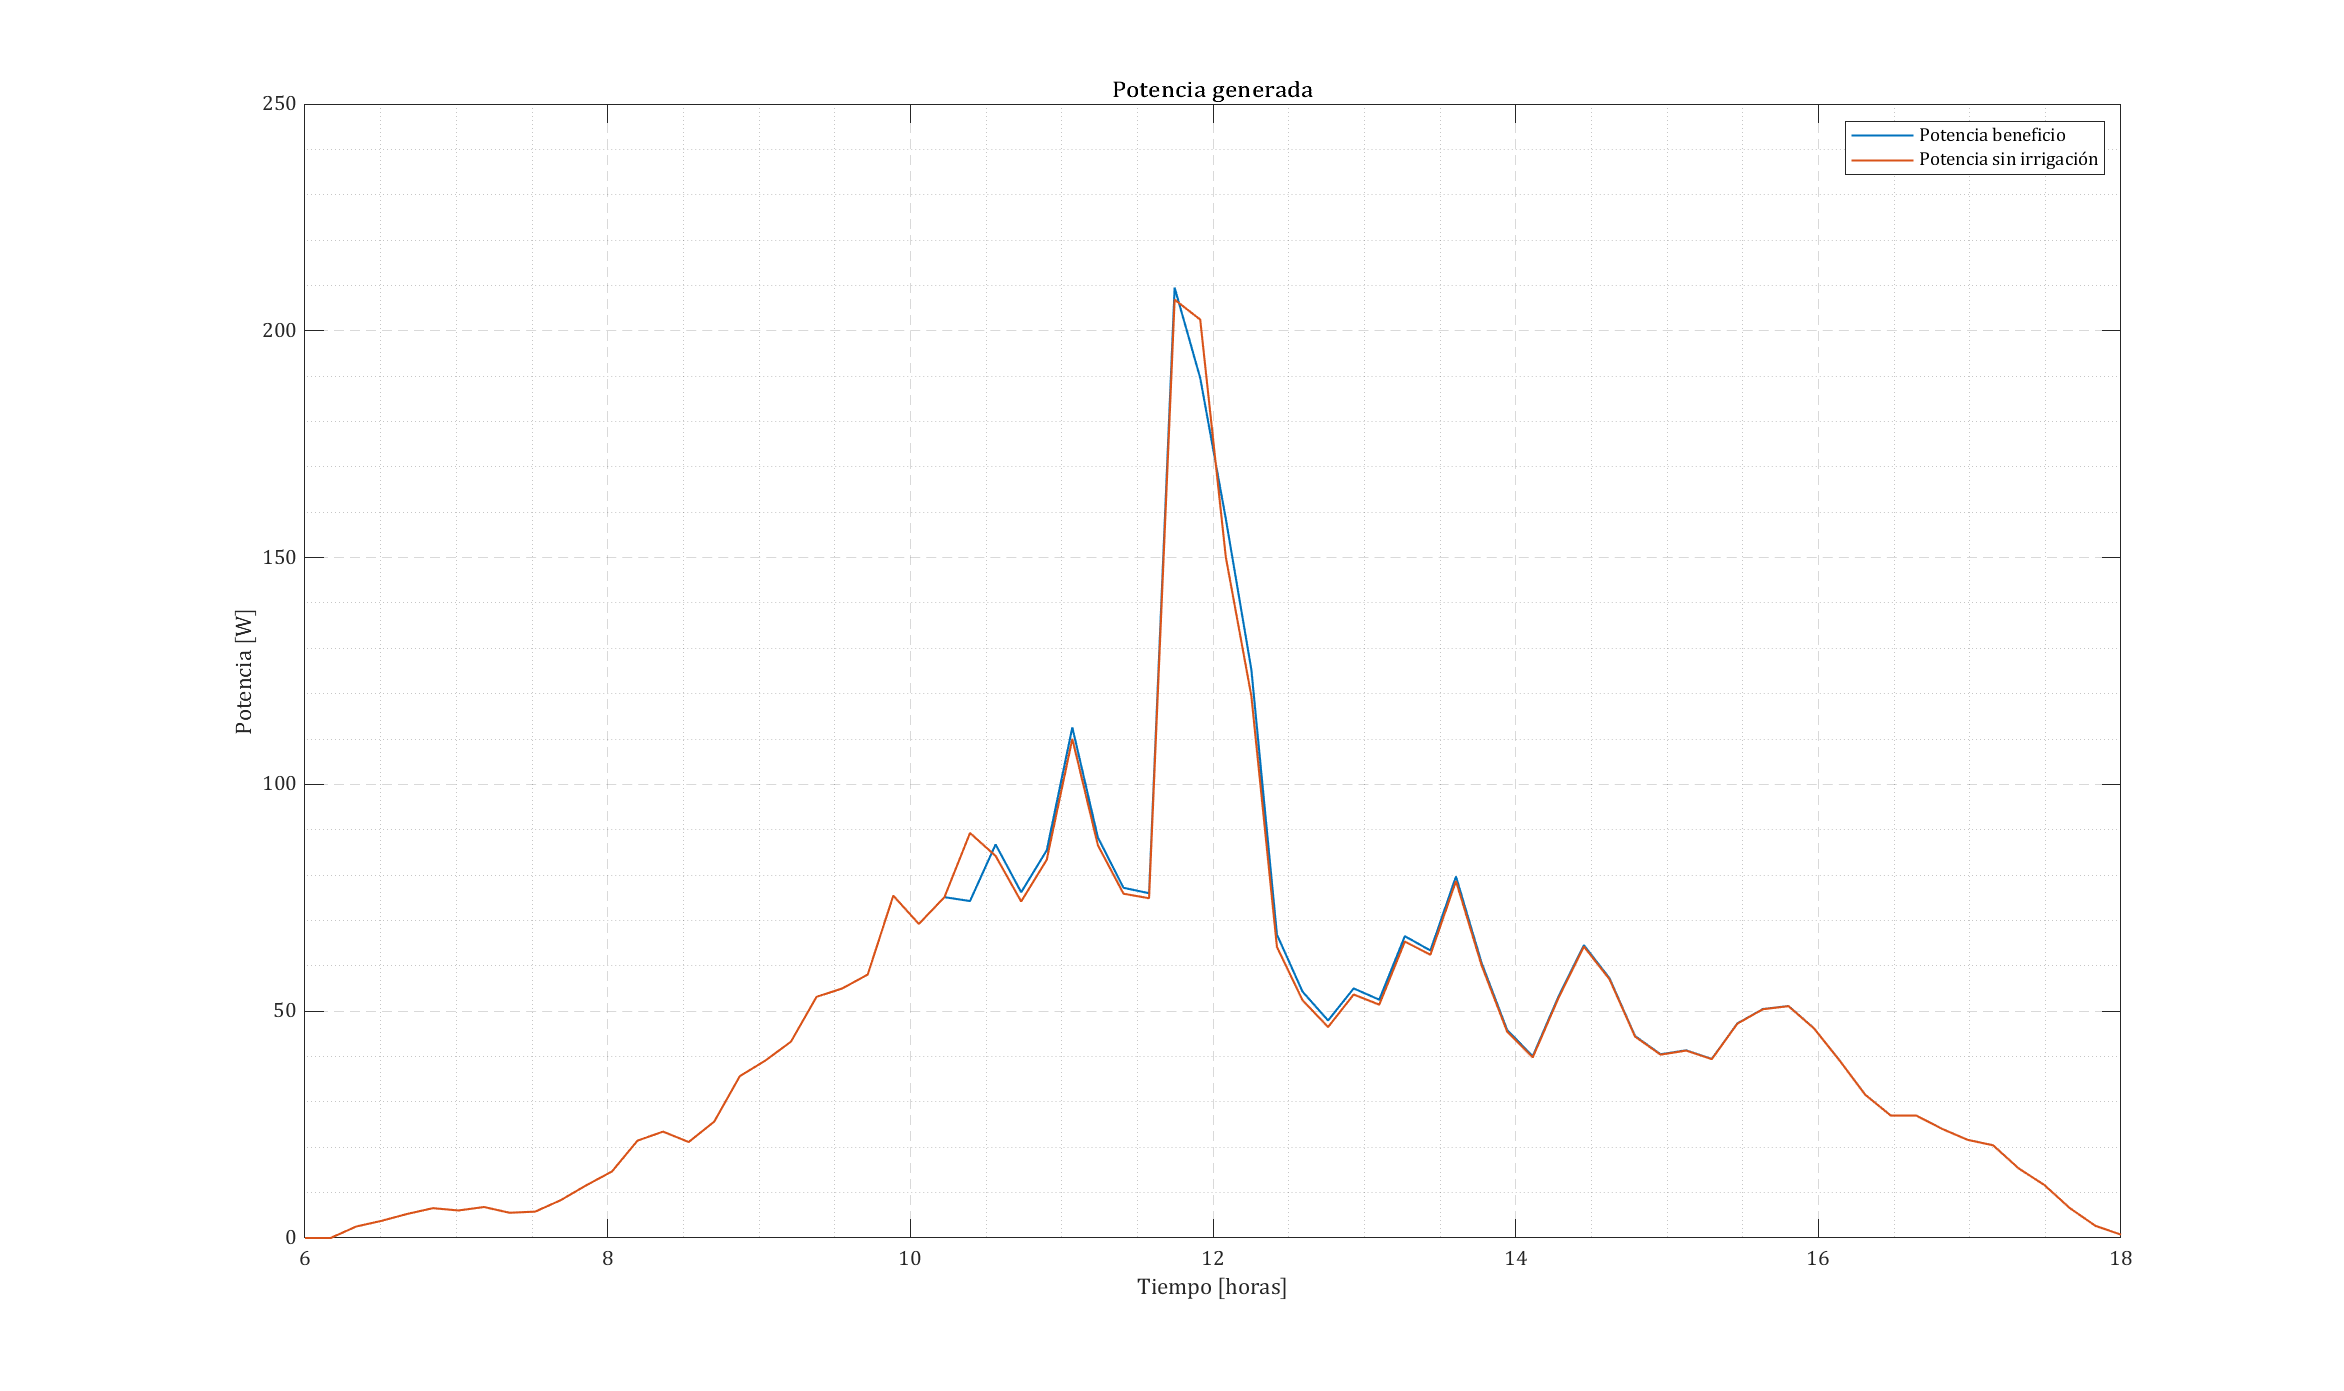 Potencia generada
Potencia beneficio
Potencia sin irrigación
250
200
150
100
50
0
Potencia [W]
6 8 10 12 14 16 18
Tiempo [horas]